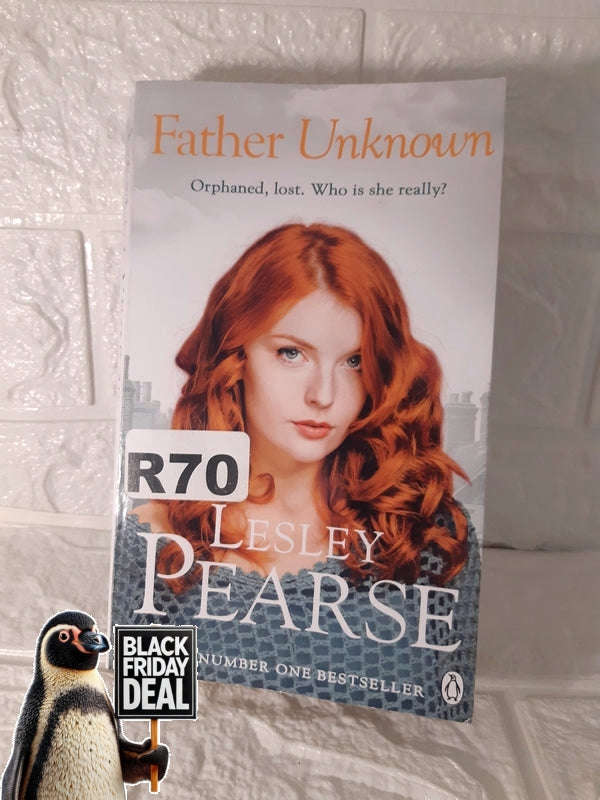 Father Unknown
Orphaned, lost. Who is she really?
R70
LESLEY
PEARSE
NUMBER ONE BESTSELLER
BLACK
FRIDAY
DEAL